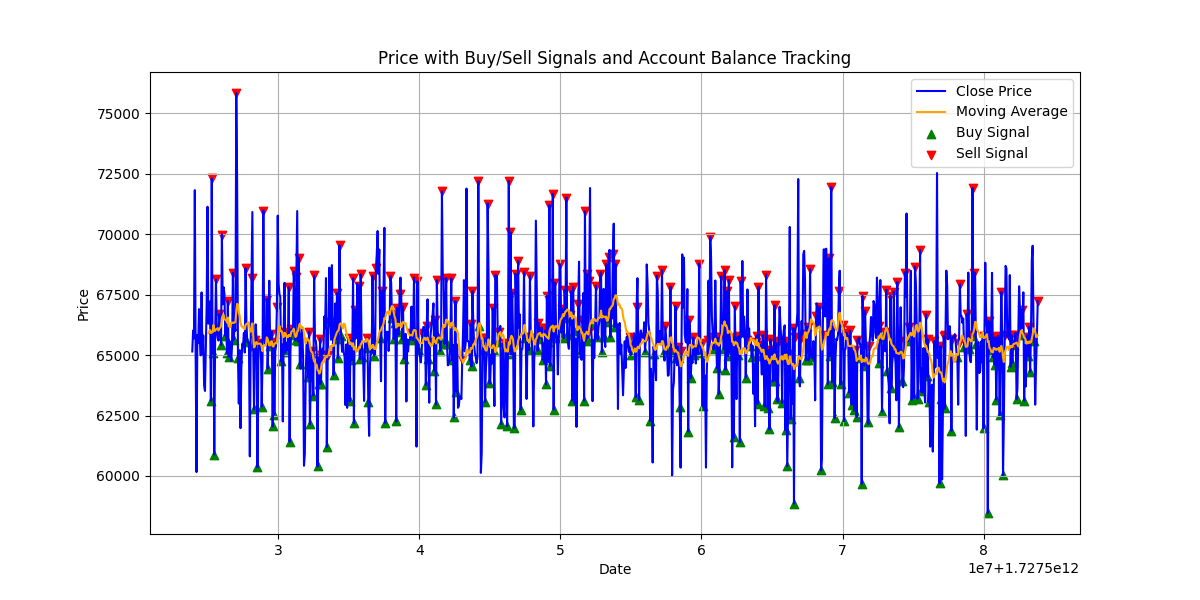 Price with Buy/Sell Signals and Account Balance Tracking
Close Price
Moving Average
Buy Signal
Sell Signal
75000
72500
70000
67500
65000
62500
60000
Price
3 4 5 6 7 8
Date
1e7+1.7275e12